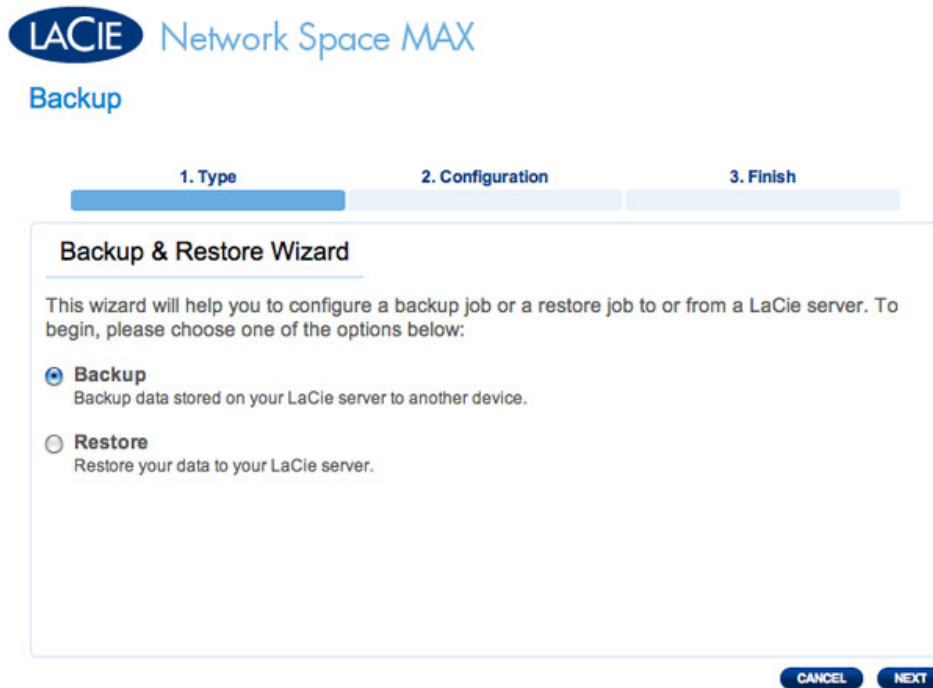 LACIE Network Space MAX
Backup
1. Type 2. Configuration 3. Finish
Backup & Restore Wizard
This wizard will help you to configure a backup job or a restore job to or from a LaCie server. To
begin, please choose one of the options below:
Backup
Backup data stored on your LaCie server to another device.
Restore
Restore your data to your LaCie server.
CANCEL NEXT